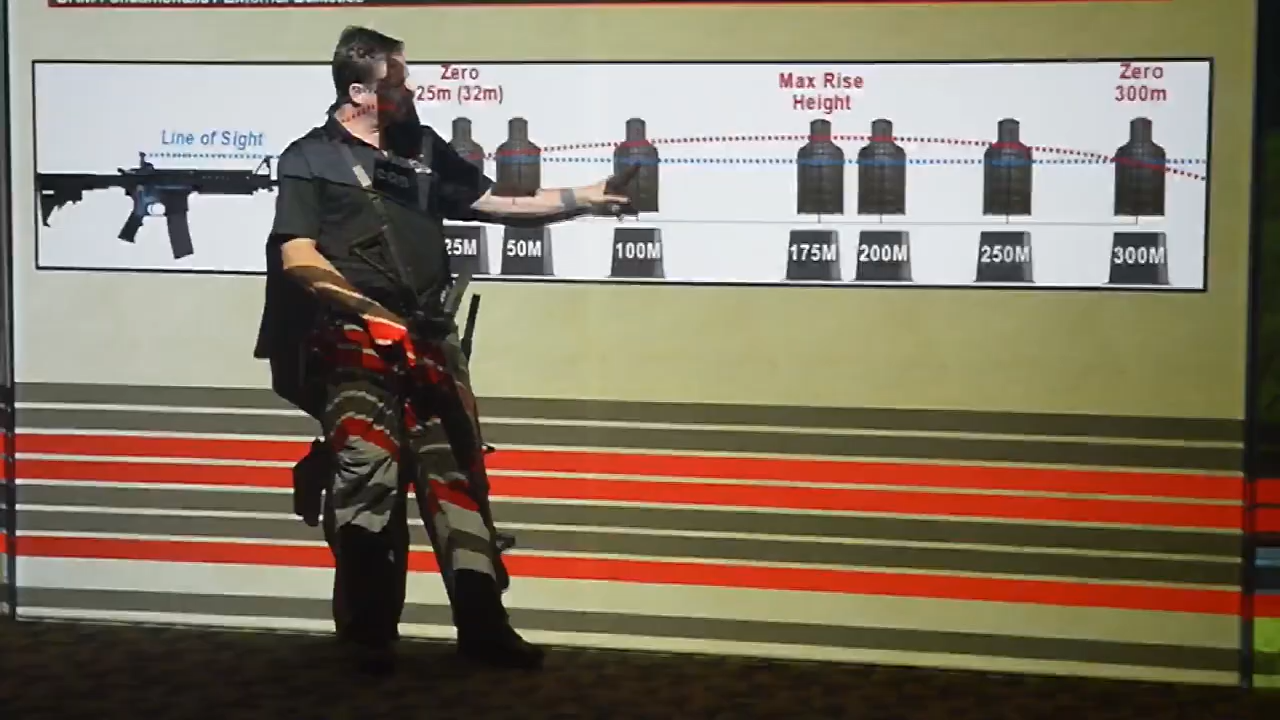 Line of Sight
Zero
25m (32m)
Max Rise
Height
Zero
300m
25M
50M
100M
175M
200M
250M
300M